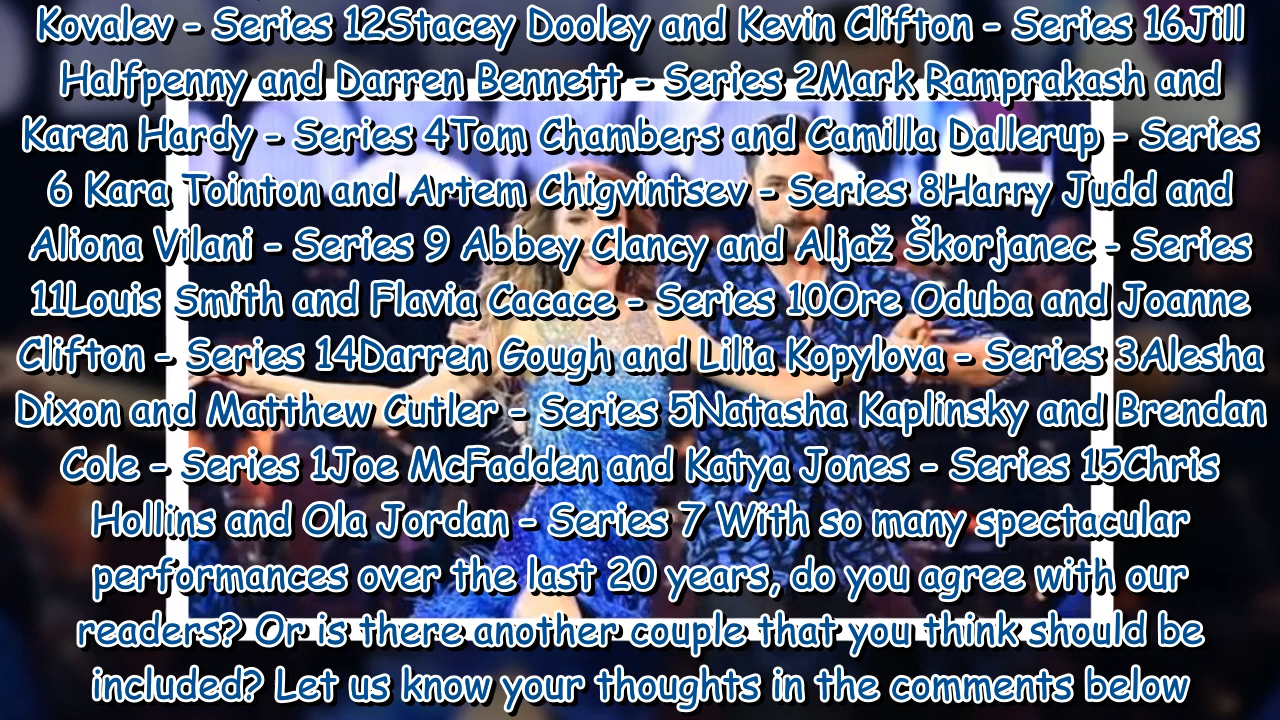 Kovalev – Series 12Stacey Dooley and Kevin Clifton – Series 16Jill
Halfpenny and Darren Bennett – Series 2Mark Ramprakash and
Karen Hardy – Series 4Tom Chambers and Camilla Dallerup – Series
6 Kara Tointon and Artem Chigvintsev – Series 8Harry Judd and
Aliona Vilani – Series 9 Abbey Clancy and Aljaž Škorjanec – Series
11Louis Smith and Flavia Cacace – Series 10Ore Oduba and Joanne
Clifton – Series 14Darren Gough and Lilia Kopylova – Series 3Alesha
Dixon and Matthew Cutler – Series 5Natasha Kaplinsky and Brendan
Cole – Series 1Joe McFadden and Katya Jones – Series 15Chris
Hollins and Ola Jordan – Series 7 With so many spectacular
performances over the last 20 years, do you agree with our
readers? Or is there another couple that you think should be
included? Let us know your thoughts in the comments below